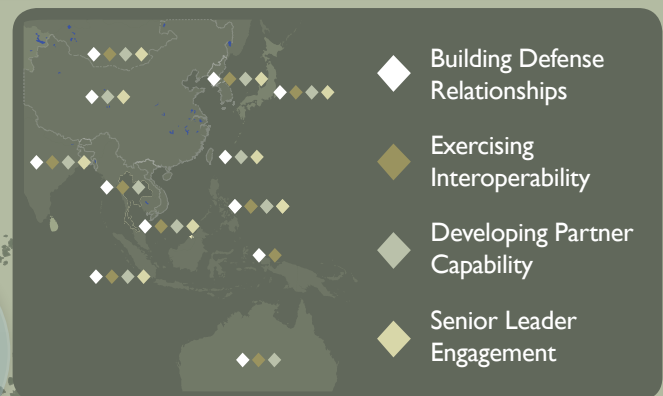 Building Defense
Relationships
Exercising
Interoperability
Developing Partner
Capability
Senior Leader
Engagement